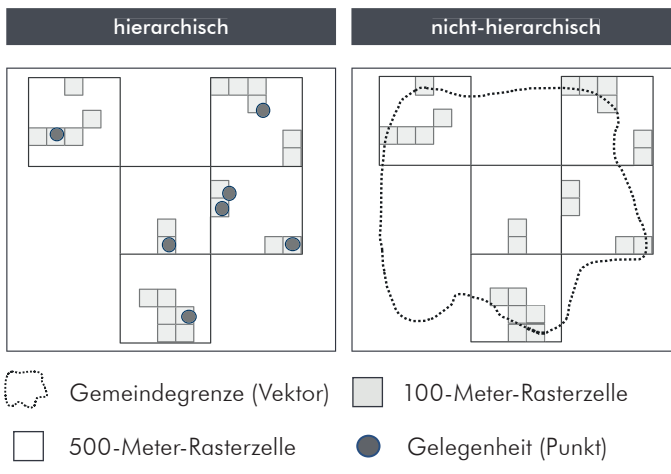 hierarchisch
nicht-hierarchisch
Gemeindegrenze (Vektor)
100-Meter-Rasterzelle
500-Meter-Rasterzelle
Gelegenheit (Punkt)